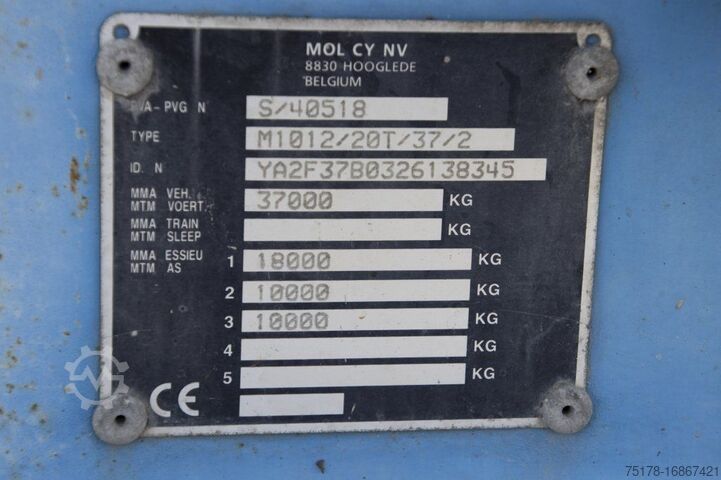 MOL CY NV
8830 HOOGLEDE
BELGIUM
PVA-PVG N S/40518
TYPE M1012/20T/37/2
ID. N YA2F37B0326138345
MMA VEH.
MTM VOERT. 37000 KG
MMA TRAIN
MTM SLEEP KG
MMA ESSIEU
MTM AS 1 18000 KG
2 10000 KG
3 10000 KG
4 KG
5 KG
CE
75178-16867421